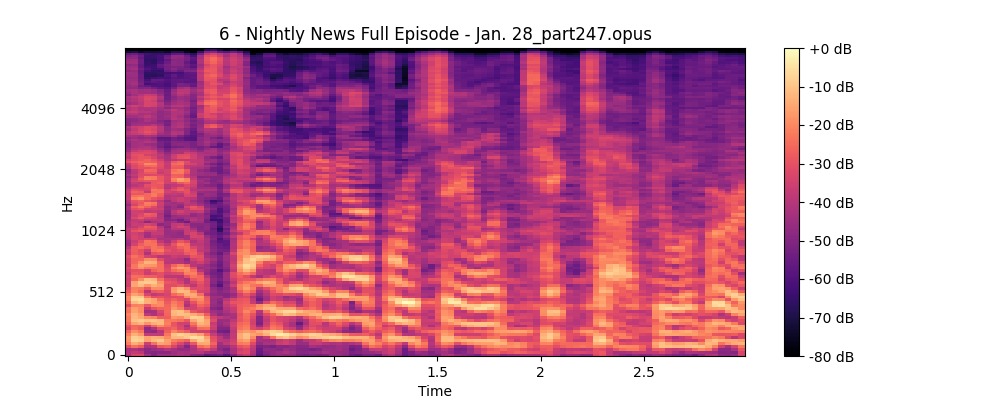 6 - Nightly News Full Episode - Jan. 28_part247.opus
Hz
4096
2048
1024
512
0
0
0.5
1
1.5
2
2.5
Time
+0 dB
-10 dB
-20 dB
-30 dB
-40 dB
-50 dB
-60 dB
-70 dB
-80 dB